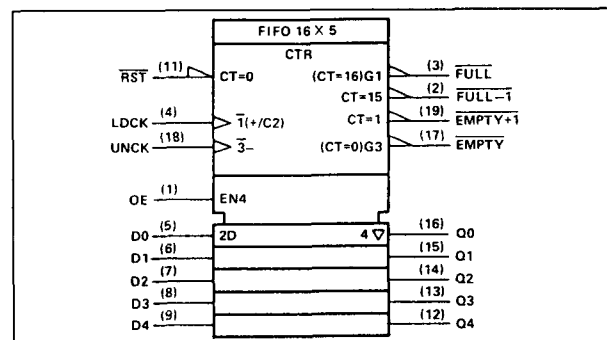 FIFO 16 X 5
CTR
RST (11) CT=0 (CT=16)G1 (3) FULL
CT=15 (2) FULL-1
LDCK (4) 1(+/C2) CT=1 (19) EMPTY+1
UNCK (18) 3- (CT=0)G3 (17) EMPTY
OE (1) EN4
D0 (5) 2D 4 ▽ (16) Q0
D1 (6) (15) Q1
D2 (7) (14) Q2
D3 (8) (13) Q3
D4 (9) (12) Q4